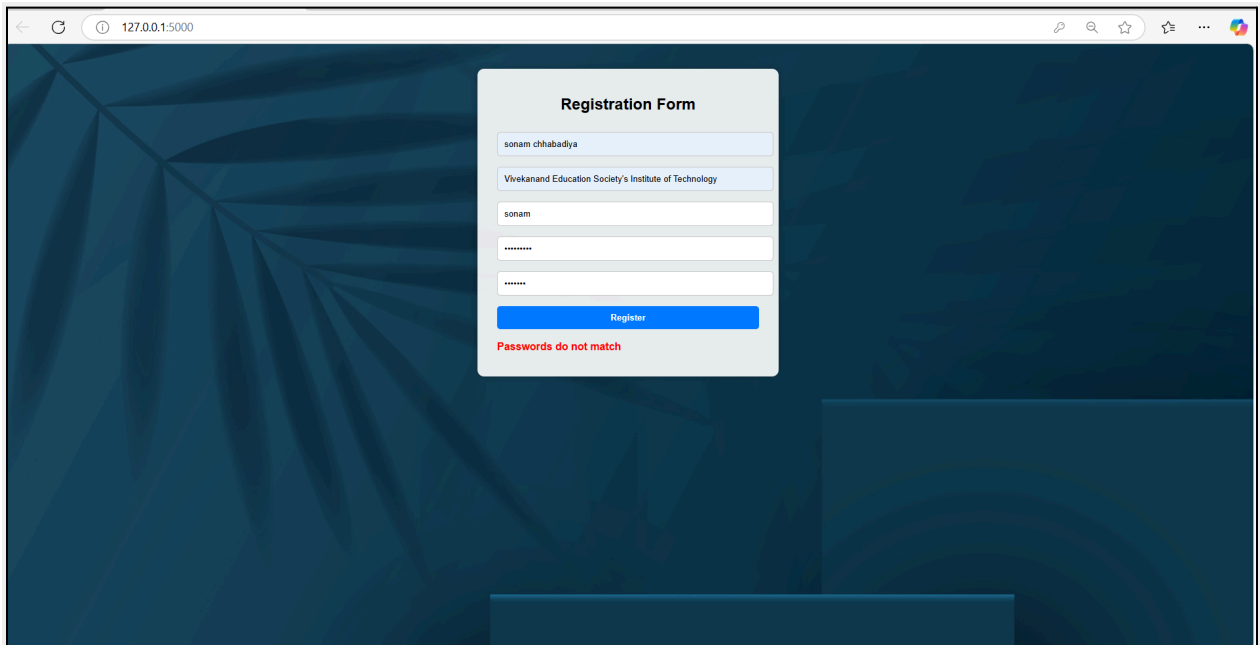 127.0.0.1:5000
Registration Form
sonam chhabadiya
Vivekanand Education Society's Institute of Technology
sonam
•••••••••
•••••••
Register
Passwords do not match